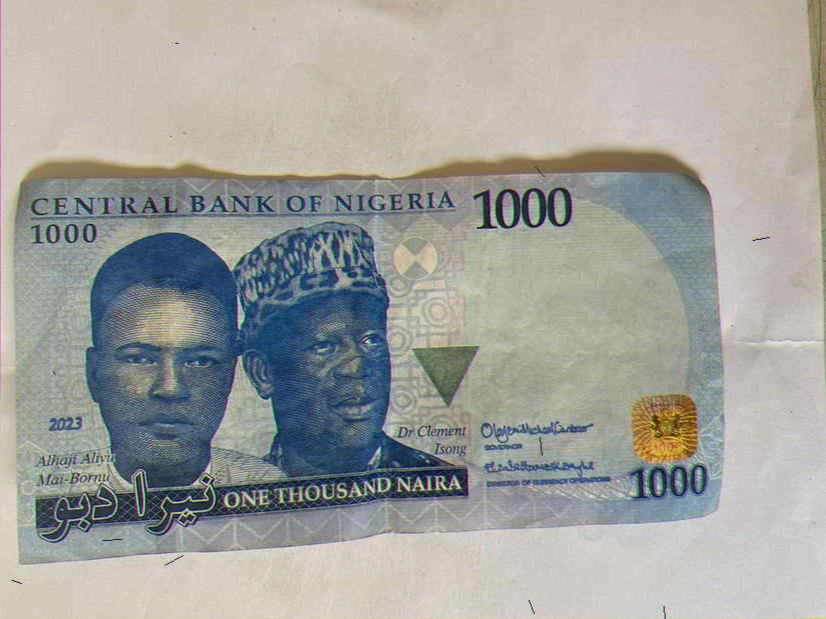 CENTRAL BANK OF NIGERIA
1000
1000
2023
Alhaji Aliyu
Mai-Bornu
Dr Clement
Isong
GOVERNOR
DIRECTOR OF CURRENCY OPERATIONS
نيرا دبو
ONE THOUSAND NAIRA
1000